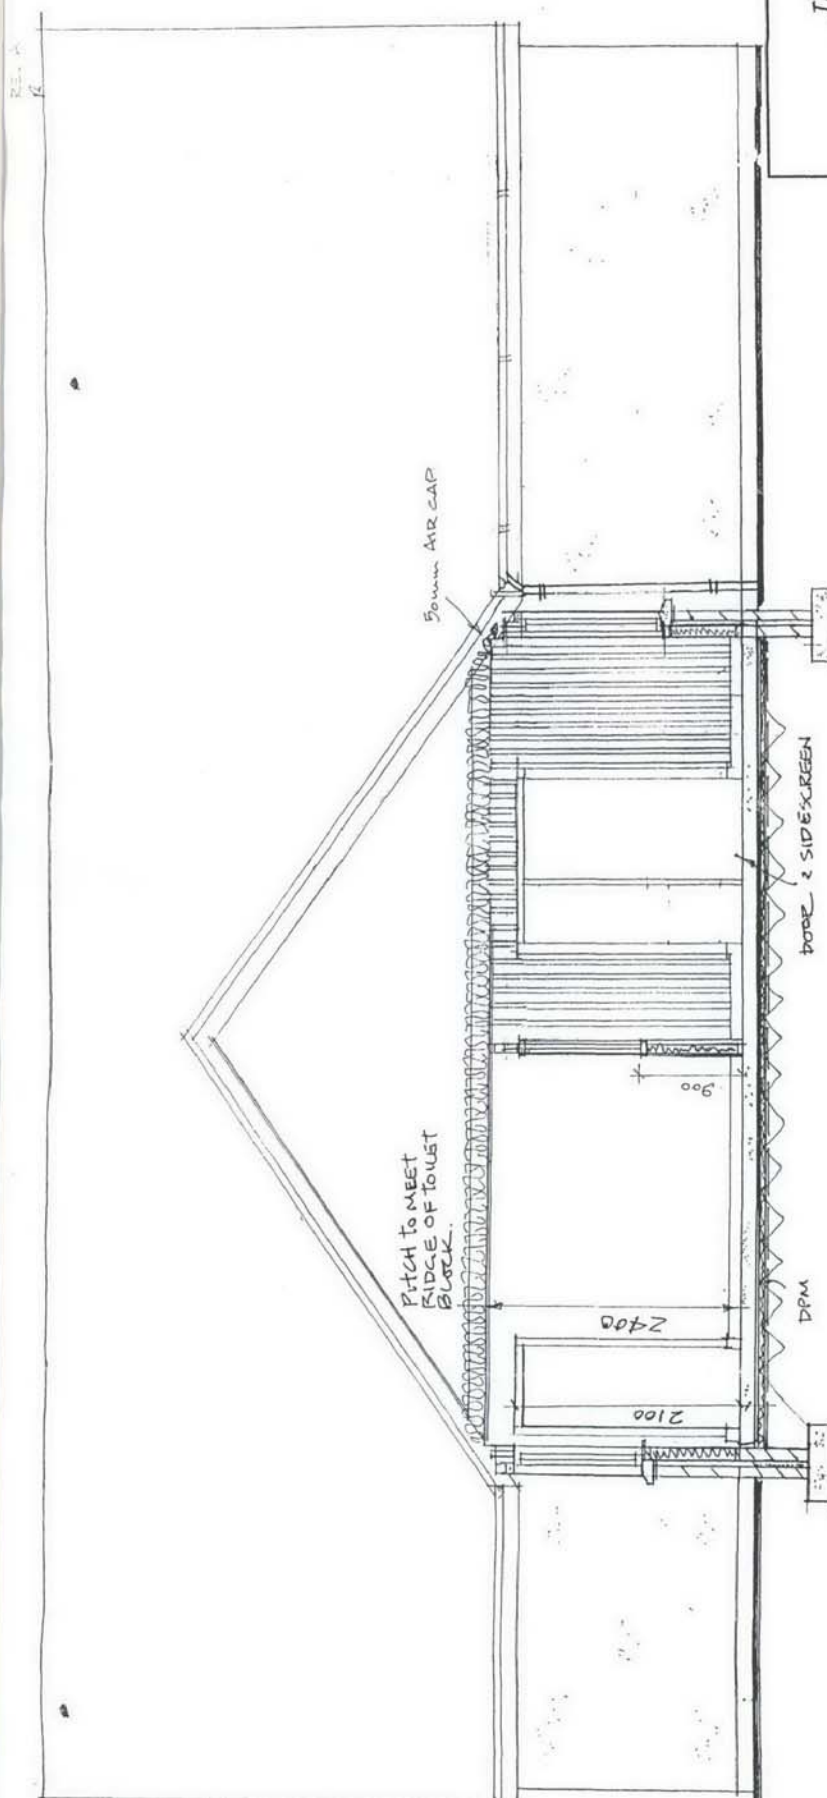 50mm AIR GAP
PITCH TO MEET
RIDGE OF TOILET
BLOCK.
2400
2100
900
DOOR & SIDESCREEN
DPM